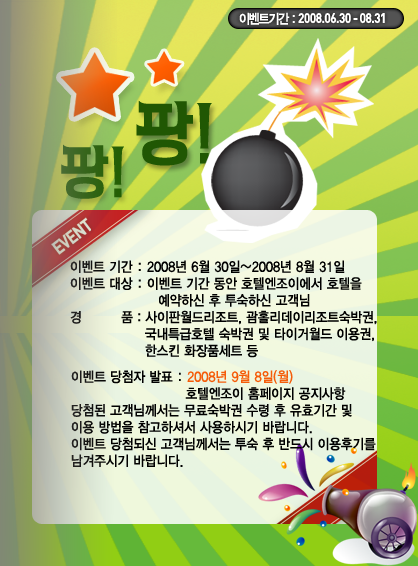 이벤트기간 : 2008.06.30 - 08.31
팡!
팡!
EVENT
이벤트 기간 : 2008년 6월 30일~2008년 8월 31일
이벤트 대상 : 이벤트 기간 동안 호텔엔조이에서 호텔을
예약하신 후 투숙하신 고객님
경 품 : 사이판월드리조트, 괌홀리데이리조트숙박권,
국내특급호텔 숙박권 및 타이거월드 이용권,
한스킨 화장품세트 등
이벤트 당첨자 발표 : 2008년 9월 8일(월)
호텔엔조이 홈페이지 공지사항
당첨된 고객님께서는 무료숙박권 수령 후 유효기간 및
이용 방법을 참고하셔서 사용하시기 바랍니다.
이벤트 당첨되신 고객님께서는 투숙 후 반드시 이용후기를
남겨주시기 바랍니다.